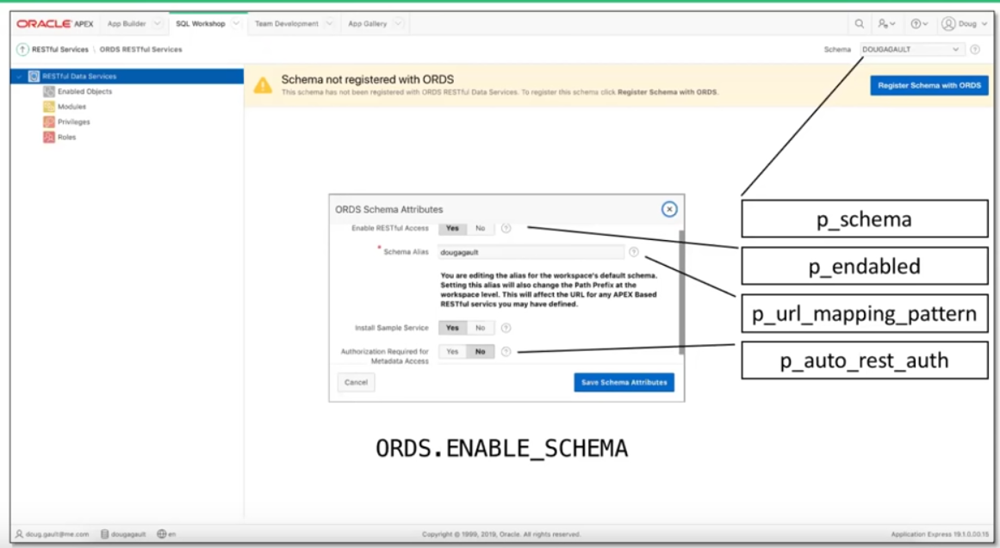 ORACLE APEX App Builder SQL Workshop Team Development App Gallery Doug
RESTful Services \ ORDS RESTful Services Schema DOUGAGAULT
RESTful Data Services
Enabled Objects
Modules
Privileges
Roles
Schema not registered with ORDS
This schema has not been registered with ORDS RESTful Data Services. To register this schema click Register Schema with ORDS.
Register Schema with ORDS
ORDS Schema Attributes
Enable RESTful Access Yes No
* Schema Alias dougagault
You are editing the alias for the workspace's default schema.
Setting this alias will also change the Path Prefix at the
workspace level. This will affect the URL for any APEX Based
RESTful servics you may have defined.
Install Sample Service Yes No
Authorization Required for Yes No
Metadata Access
Cancel Save Schema Attributes
p_schema
p_endabled
p_url_mapping_pattern
p_auto_rest_auth
ORDS.ENABLE_SCHEMA
doug.gault@me.com dougagault en Copyright © 1999, 2019, Oracle. All rights reserved. Application Express 19.1.0.00.15